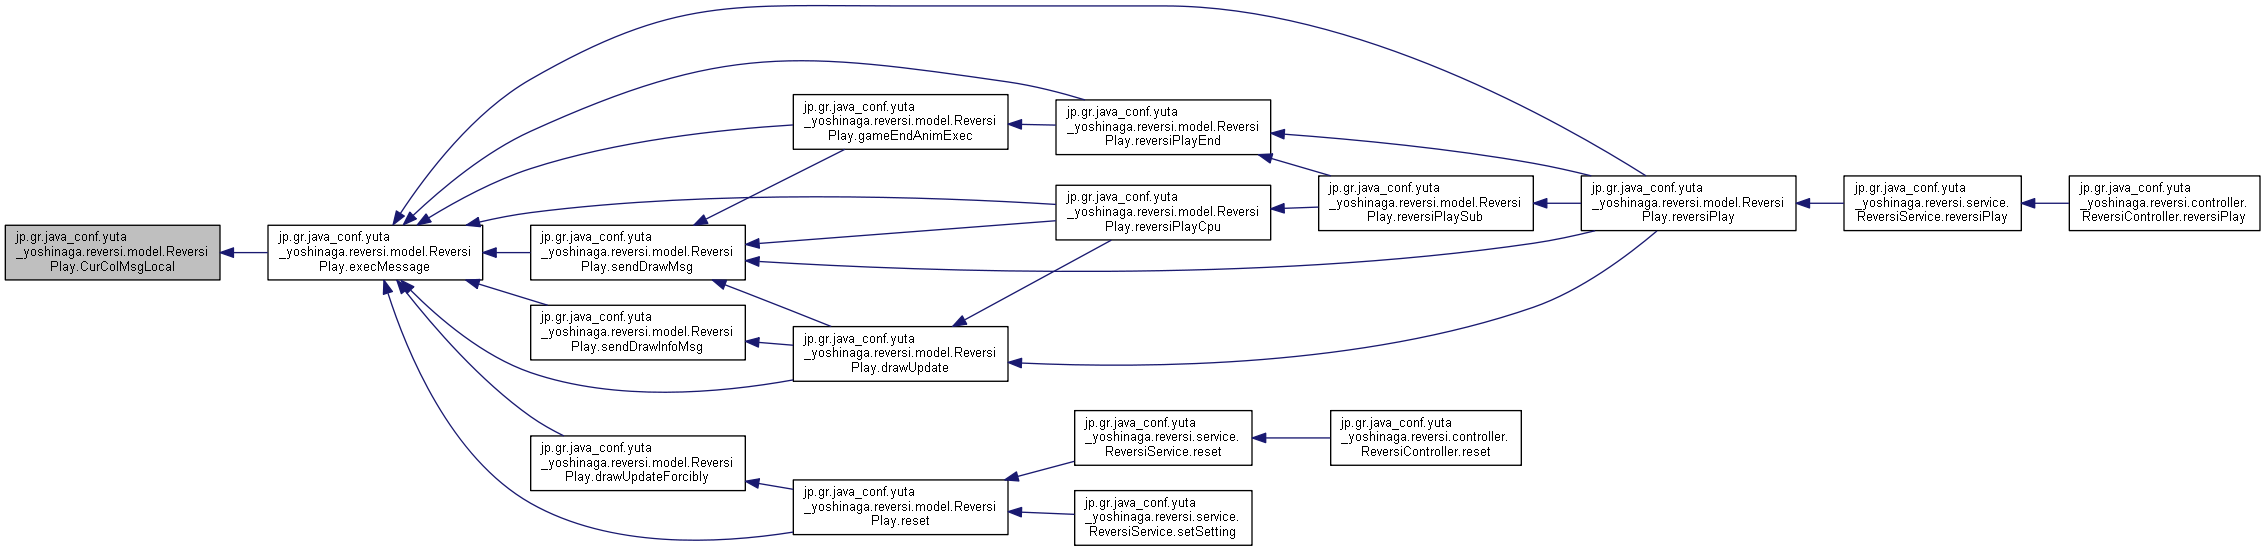 jp.gr.java_conf.yuta
_yoshinaga.reversi.model.Reversi
Play.CurColMsgLocal
jp.gr.java_conf.yuta
_yoshinaga.reversi.model.Reversi
Play.execMessage
jp.gr.java_conf.yuta
_yoshinaga.reversi.model.Reversi
Play.sendDrawMsg
jp.gr.java_conf.yuta
_yoshinaga.reversi.model.Reversi
Play.sendDrawInfoMsg
jp.gr.java_conf.yuta
_yoshinaga.reversi.model.Reversi
Play.drawUpdateForcibly
jp.gr.java_conf.yuta
_yoshinaga.reversi.model.Reversi
Play.gameEndAnimExec
jp.gr.java_conf.yuta
_yoshinaga.reversi.model.Reversi
Play.drawUpdate
jp.gr.java_conf.yuta
_yoshinaga.reversi.model.Reversi
Play.reset
jp.gr.java_conf.yuta
_yoshinaga.reversi.model.Reversi
Play.reversiPlayEnd
jp.gr.java_conf.yuta
_yoshinaga.reversi.model.Reversi
Play.reversiPlayCpu
jp.gr.java_conf.yuta
_yoshinaga.reversi.service.
ReversiService.reset
jp.gr.java_conf.yuta
_yoshinaga.reversi.service.
ReversiService.setSetting
jp.gr.java_conf.yuta
_yoshinaga.reversi.model.Reversi
Play.reversiPlaySub
jp.gr.java_conf.yuta
_yoshinaga.reversi.controller.
ReversiController.reset
jp.gr.java_conf.yuta
_yoshinaga.reversi.model.Reversi
Play.reversiPlay
jp.gr.java_conf.yuta
_yoshinaga.reversi.service.
ReversiService.reversiPlay
jp.gr.java_conf.yuta
_yoshinaga.reversi.controller.
ReversiController.reversiPlay